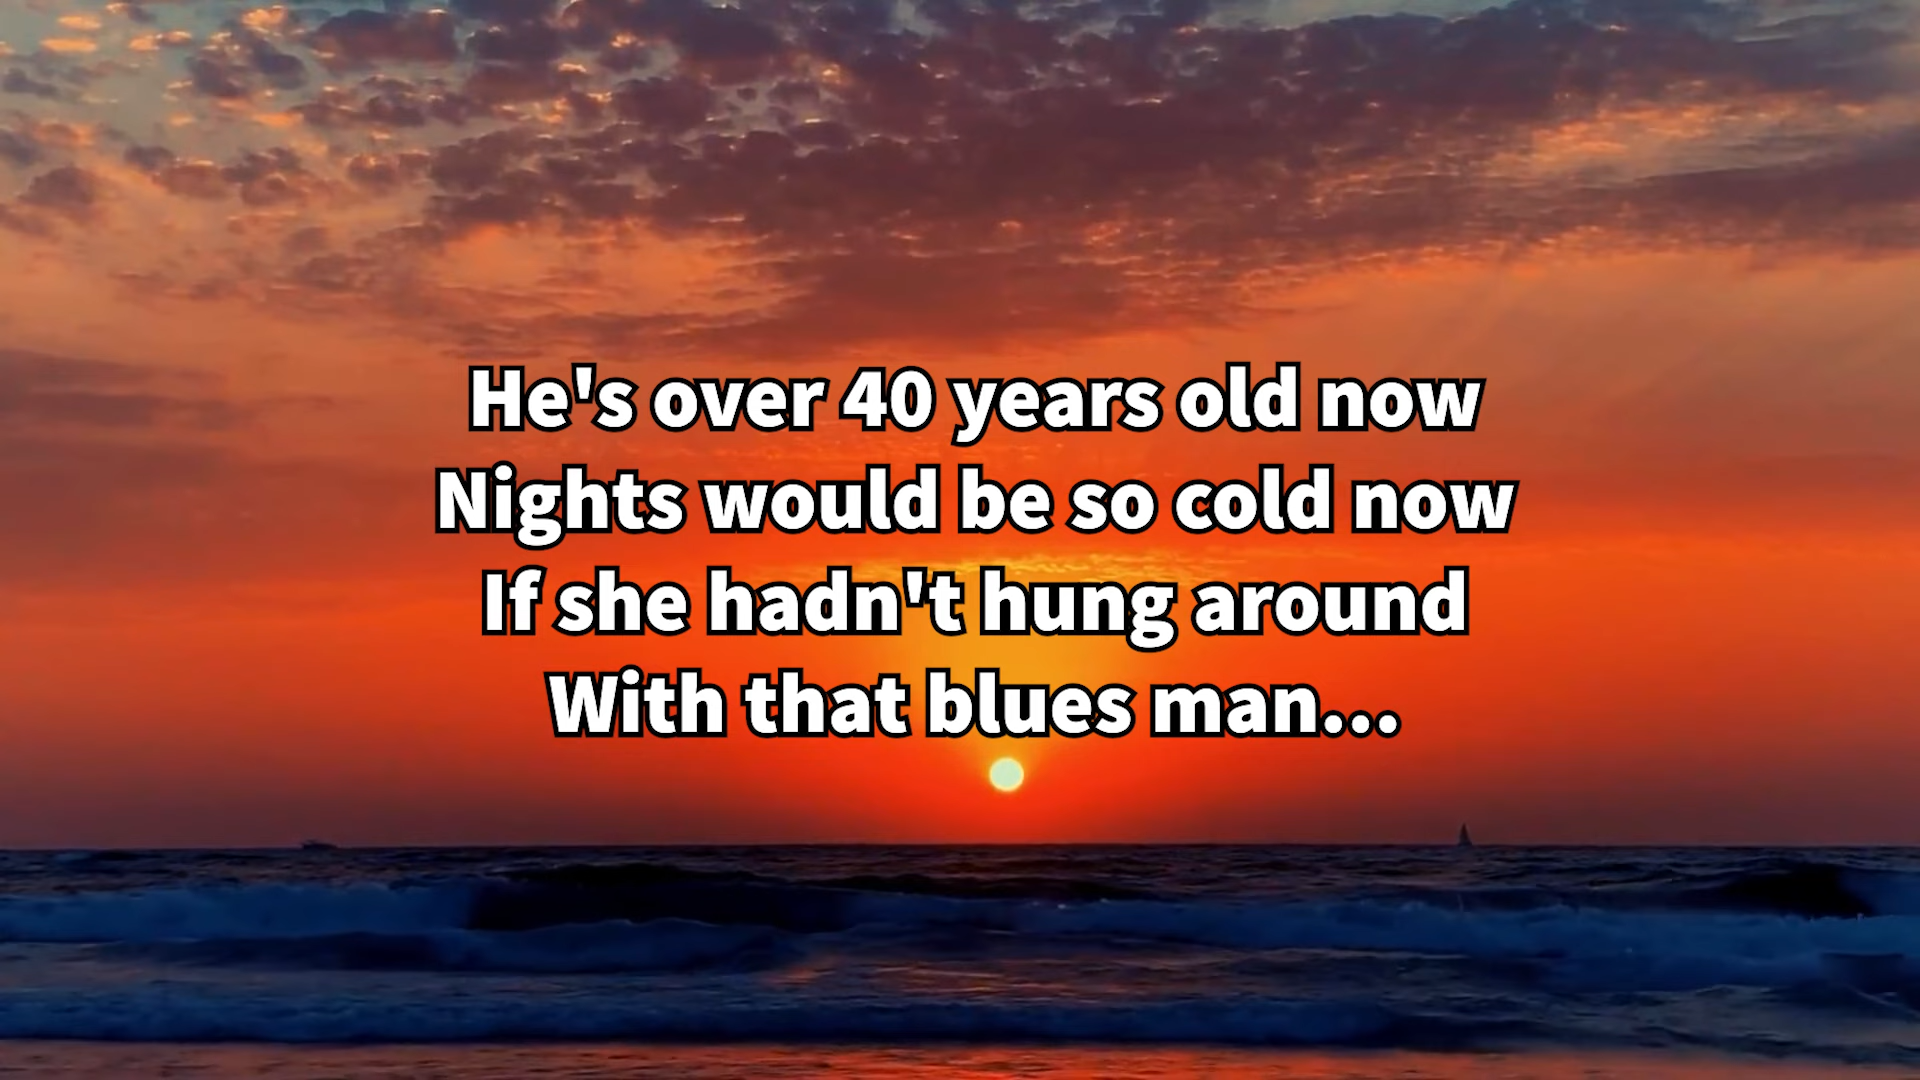 He's over 40 years old now
Nights would be so cold now
If she hadn't hung around
With that blues man...